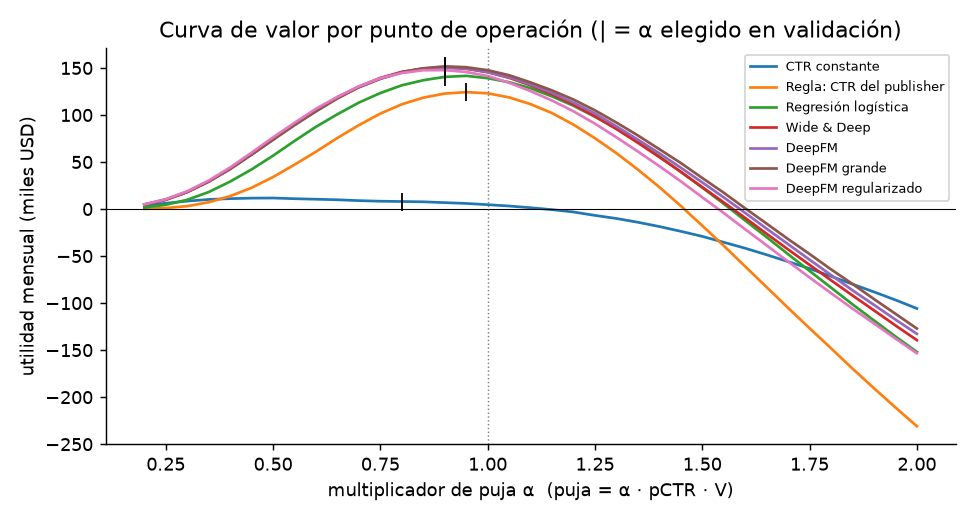 Curva de valor por punto de operación (| = α elegido en validación)
utilidad mensual (miles USD)
150
100
50
0
−50
−100
−150
−200
−250
CTR constante
Regla: CTR del publisher
Regresión logística
Wide & Deep
DeepFM
DeepFM grande
DeepFM regularizado
0.25 0.50 0.75 1.00 1.25 1.50 1.75 2.00
multiplicador de puja α (puja = α · pCTR · V)